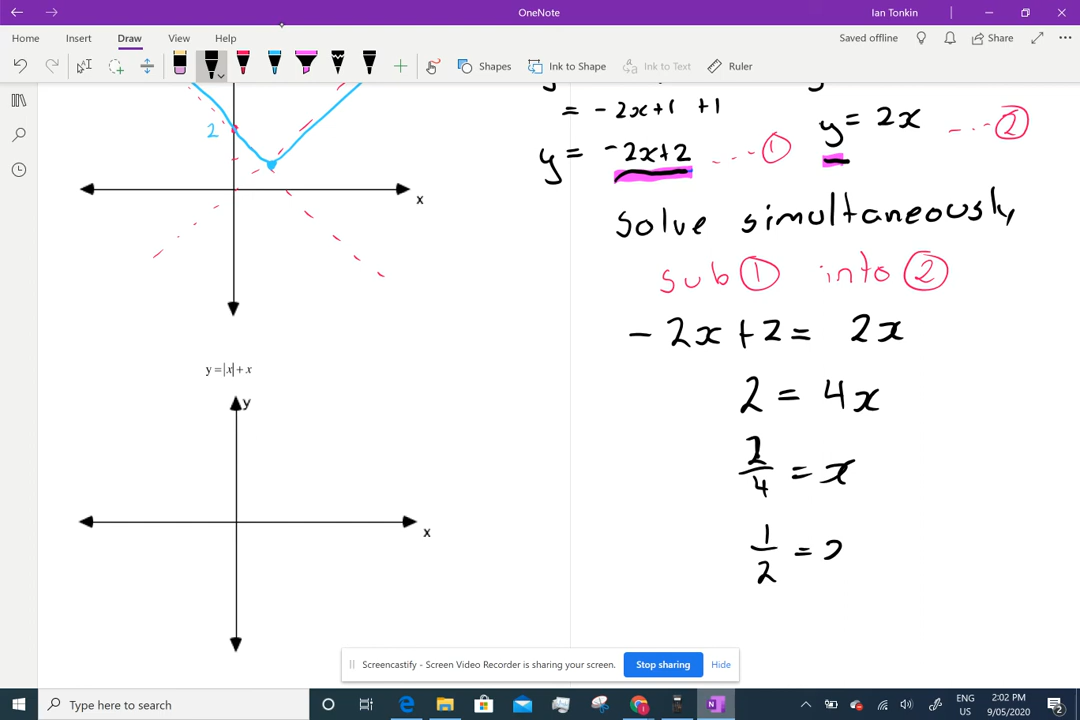 OneNote
Ian Tonkin
Home Insert Draw View Help
Saved offline
Share
Shapes
Ink to Shape
Ink to Text
Ruler
= -2x+1 +1
y = -2x+2 ---①
y = 2x ---②
2
x
solve simultaneously
sub ① into ②
-2x+2 = 2x
y = |x| + x
y
2 = 4x
2/4 = x
x
1/2 =
Screencastify - Screen Video Recorder is sharing your screen.
Stop sharing
Hide
Type here to search
ENG
US
2:02 PM
9/05/2020
2